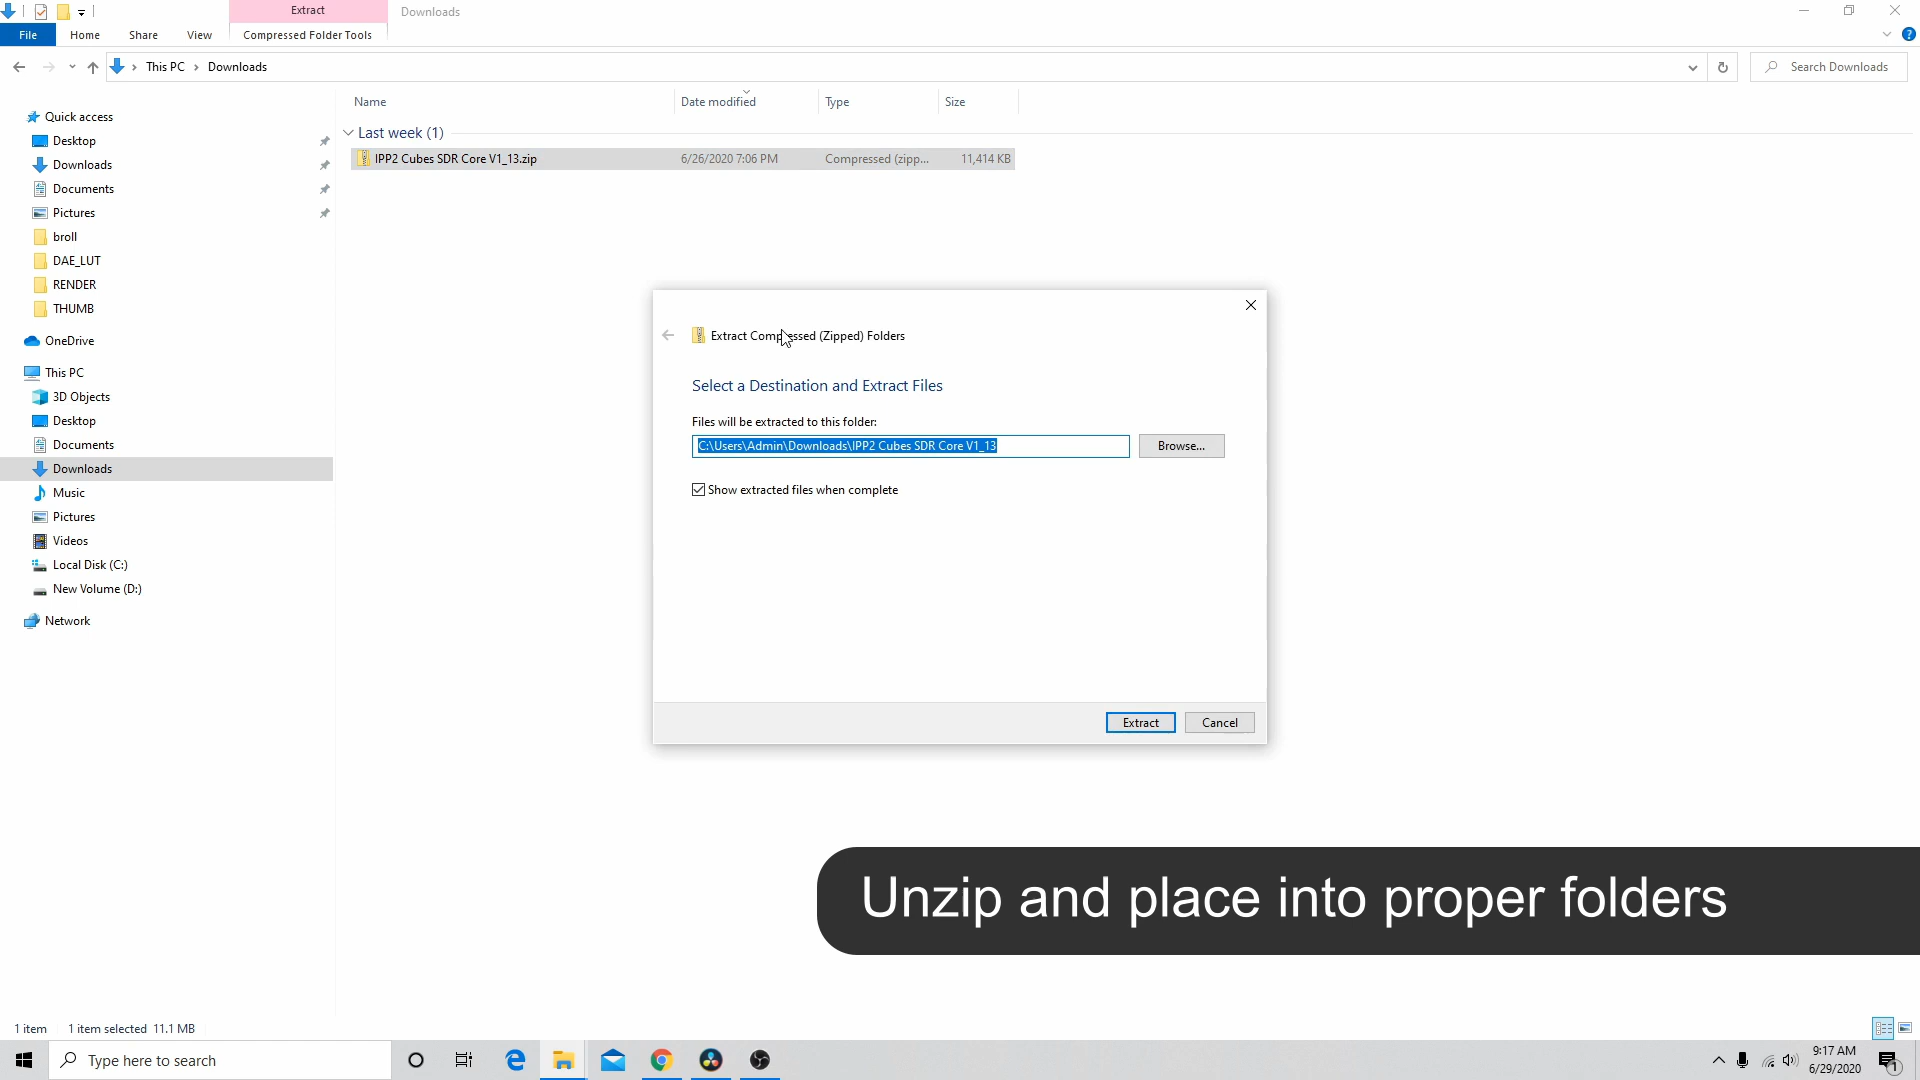 Extract
Downloads
File
Home
Share
View
Compressed Folder Tools
This PC
Downloads
Search Downloads
Name
Date modified
Type
Size
Last week (1)
IPP2 Cubes SDR Core V1_13.zip
6/26/2020 7:06 PM
Compressed (zipp...
11,414 KB
Quick access
Desktop
Downloads
Documents
Pictures
broll
DAE_LUT
RENDER
THUMB
OneDrive
This PC
3D Objects
Desktop
Documents
Downloads
Music
Pictures
Videos
Local Disk (C:)
New Volume (D:)
Network
Extract Compressed (Zipped) Folders
Select a Destination and Extract Files
Files will be extracted to this folder:
C:\Users\Admin\Downloads\IPP2 Cubes SDR Core V1_13
Browse...
Show extracted files when complete
Extract
Cancel
Unzip and place into proper folders
1 item
1 item selected 11.1 MB
Type here to search
9:17 AM
6/29/2020
1